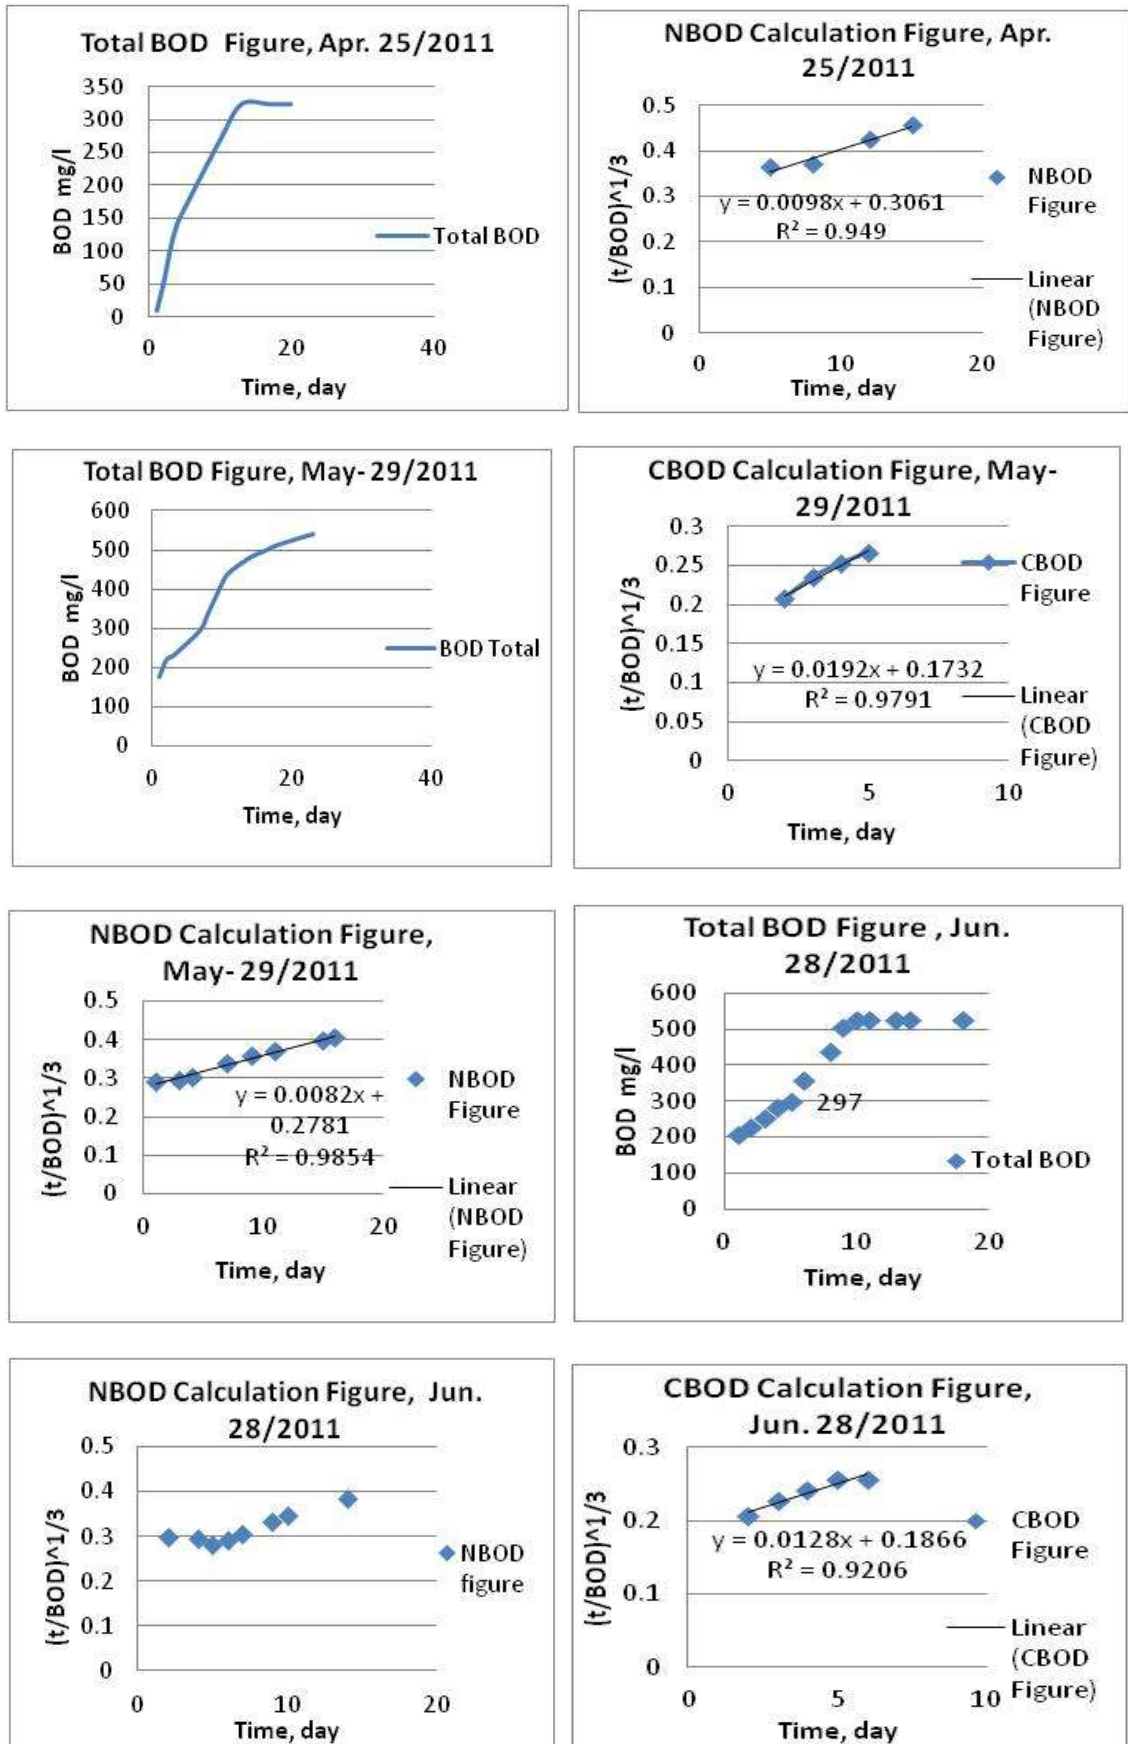 Total BOD Figure, Apr. 25/2011
350
300
250
200
150
100
50
0
BOD mg/l
Total BOD
0 20 40
Time, day
NBOD Calculation Figure, Apr.
25/2011
0.5
0.4
0.3
0.2
0.1
0
(t/BOD)^1/3
y = 0.0098x + 0.3061
R² = 0.949
NBOD
Figure
Linear
(NBOD
Figure)
0 10 20
Time, day
Total BOD Figure, May- 29/2011
600
500
400
300
200
100
0
BOD mg/l
BOD Total
0 20 40
Time, day
CBOD Calculation Figure, May-
29/2011
0.3
0.25
0.2
0.15
0.1
0.05
0
(t/BOD)^1/3
y = 0.0192x + 0.1732
R² = 0.9791
CBOD
Figure
Linear
(CBOD
Figure)
0 5 10
Time, day
NBOD Calculation Figure,
May- 29/2011
0.5
0.4
0.3
0.2
0.1
0
(t/BOD)^1/3
y = 0.0082x +
0.2781
R² = 0.9854
NBOD
Figure
Linear
(NBOD
Figure)
0 10 20
Time, day
Total BOD Figure , Jun.
28/2011
600
500
400
300
200
100
0
BOD mg/l
297
Total BOD
0 10 20
Time, day
NBOD Calculation Figure, Jun.
28/2011
0.5
0.4
0.3
0.2
0.1
0
(t/BOD)^1/3
NBOD
figure
0 10 20
Time, day
CBOD Calculation Figure,
Jun. 28/2011
0.3
0.2
0.1
0
(t/BOD)^1/3
y = 0.0128x + 0.1866
R² = 0.9206
CBOD
Figure
Linear
(CBOD
Figure)
0 5 10
Time, day